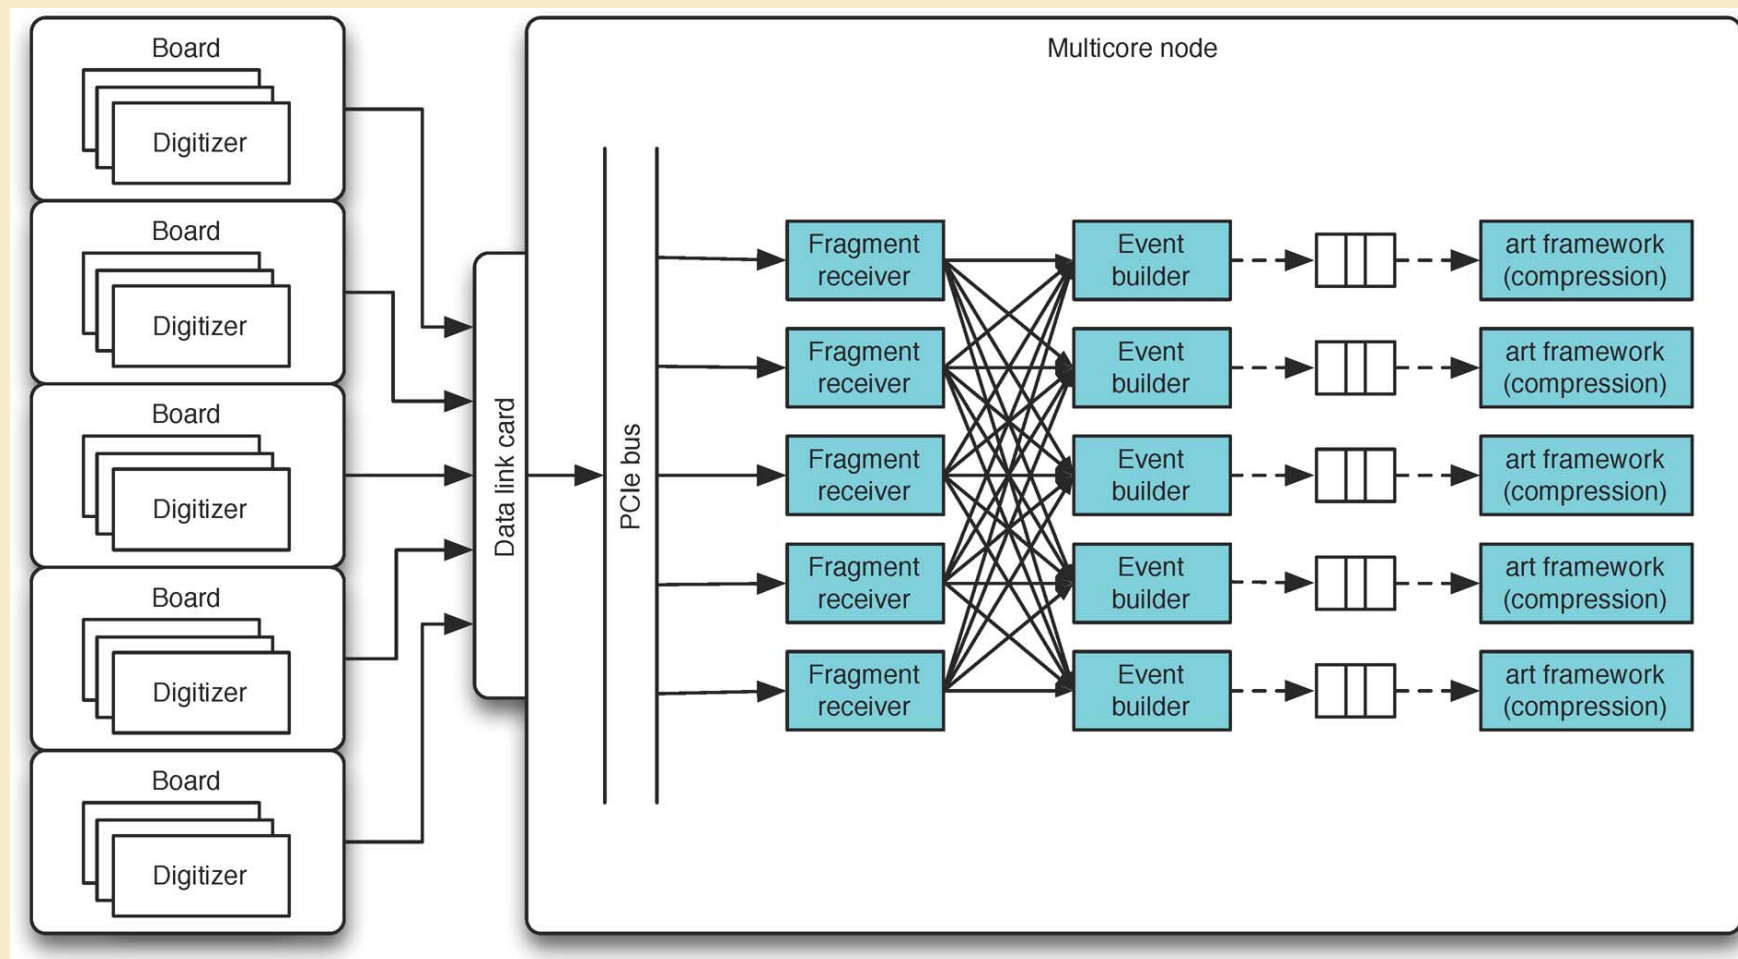 Board
Digitizer
Board
Digitizer
Board
Digitizer
Board
Digitizer
Board
Digitizer
Data link card
Multicore node
PCIe bus
Fragment
receiver
Event
builder
art framework
(compression)
Fragment
receiver
Event
builder
art framework
(compression)
Fragment
receiver
Event
builder
art framework
(compression)
Fragment
receiver
Event
builder
art framework
(compression)
Fragment
receiver
Event
builder
art framework
(compression)